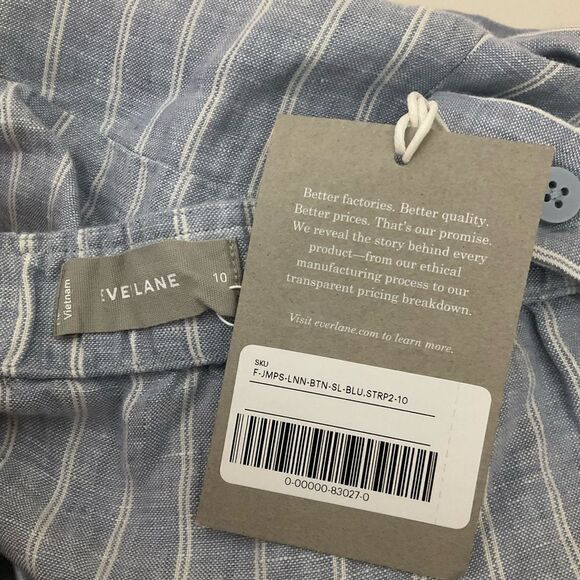 Better factories. Better quality.
Better prices. That's our promise.
We reveal the story behind every
product—from our ethical
manufacturing process to our
transparent pricing breakdown.
Visit everlane.com to learn more.
SKU
F-JMPS-LNN-BTN-SL-BLU.STRP2-10
0-00000-83027-0
Vietnam
EVERLANE
10